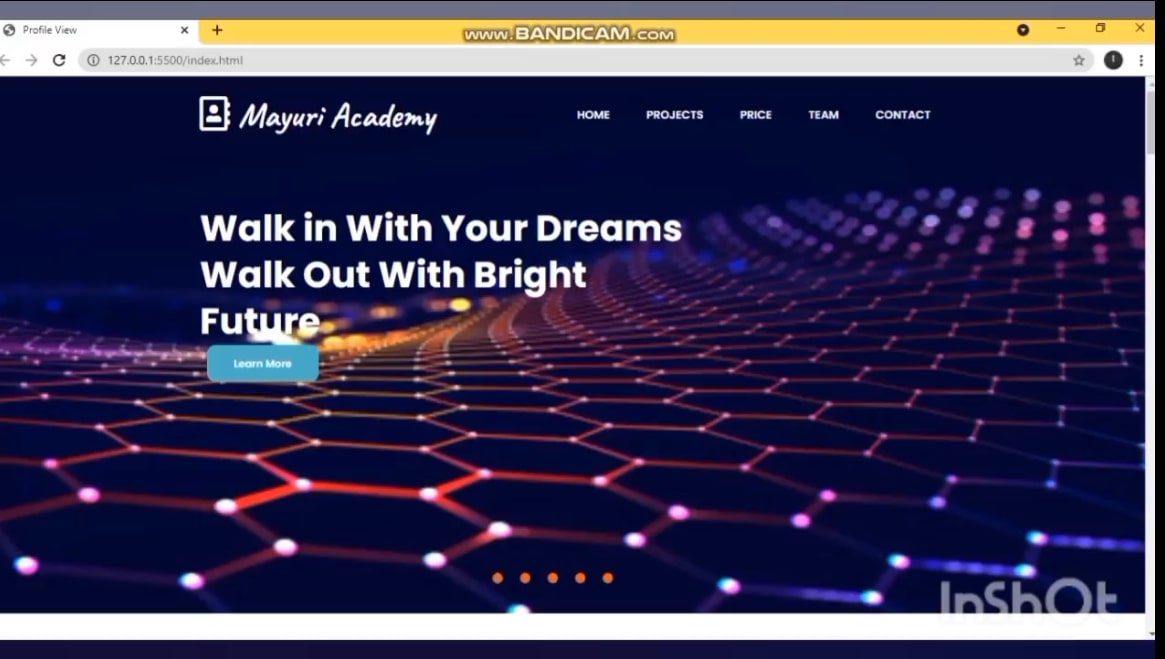 Profile View
www.BANDICAM.com
127.0.0.1:5500/index.html
Mayuri Academy
HOME PROJECTS PRICE TEAM CONTACT
Walk in With Your Dreams
Walk Out With Bright
Future
Learn More
InShOt